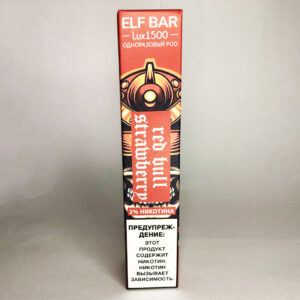 ELF BAR
Lux1500
ОДНОРАЗОВЫЙ POD
red bull
strawberry
2% НИКОТИНА
ПРЕДУПРЕЖ-
ДЕНИЕ:
ЭТОТ
ПРОДУКТ
СОДЕРЖИТ
НИКОТИН.
НИКОТИН
ВЫЗЫВАЕТ
ЗАВИСИМОСТЬ.